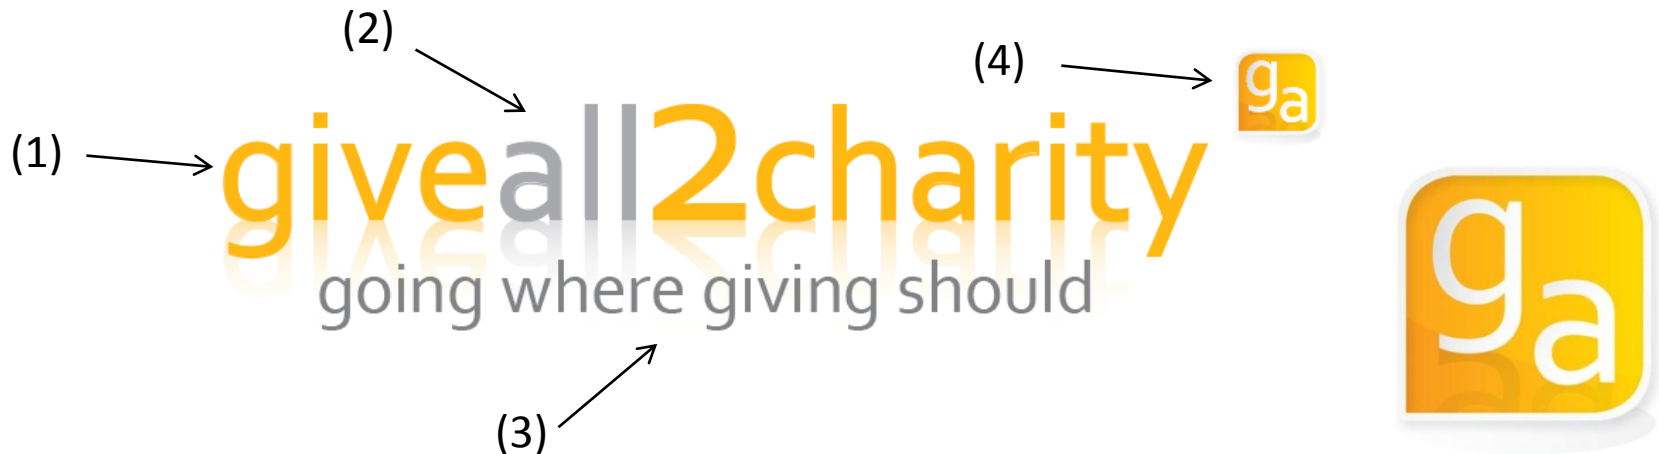 (2)
(4)
ga
(1)
giveall2charity
going where giving should
ga
(3)